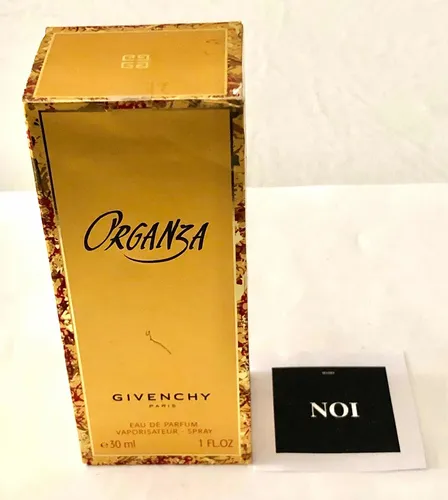 ORGANZA
GIVENCHY
PARIS
EAU DE PARFUM
VAPORISATEUR - SPRAY
e 30 ml 1 FL.OZ
NOI